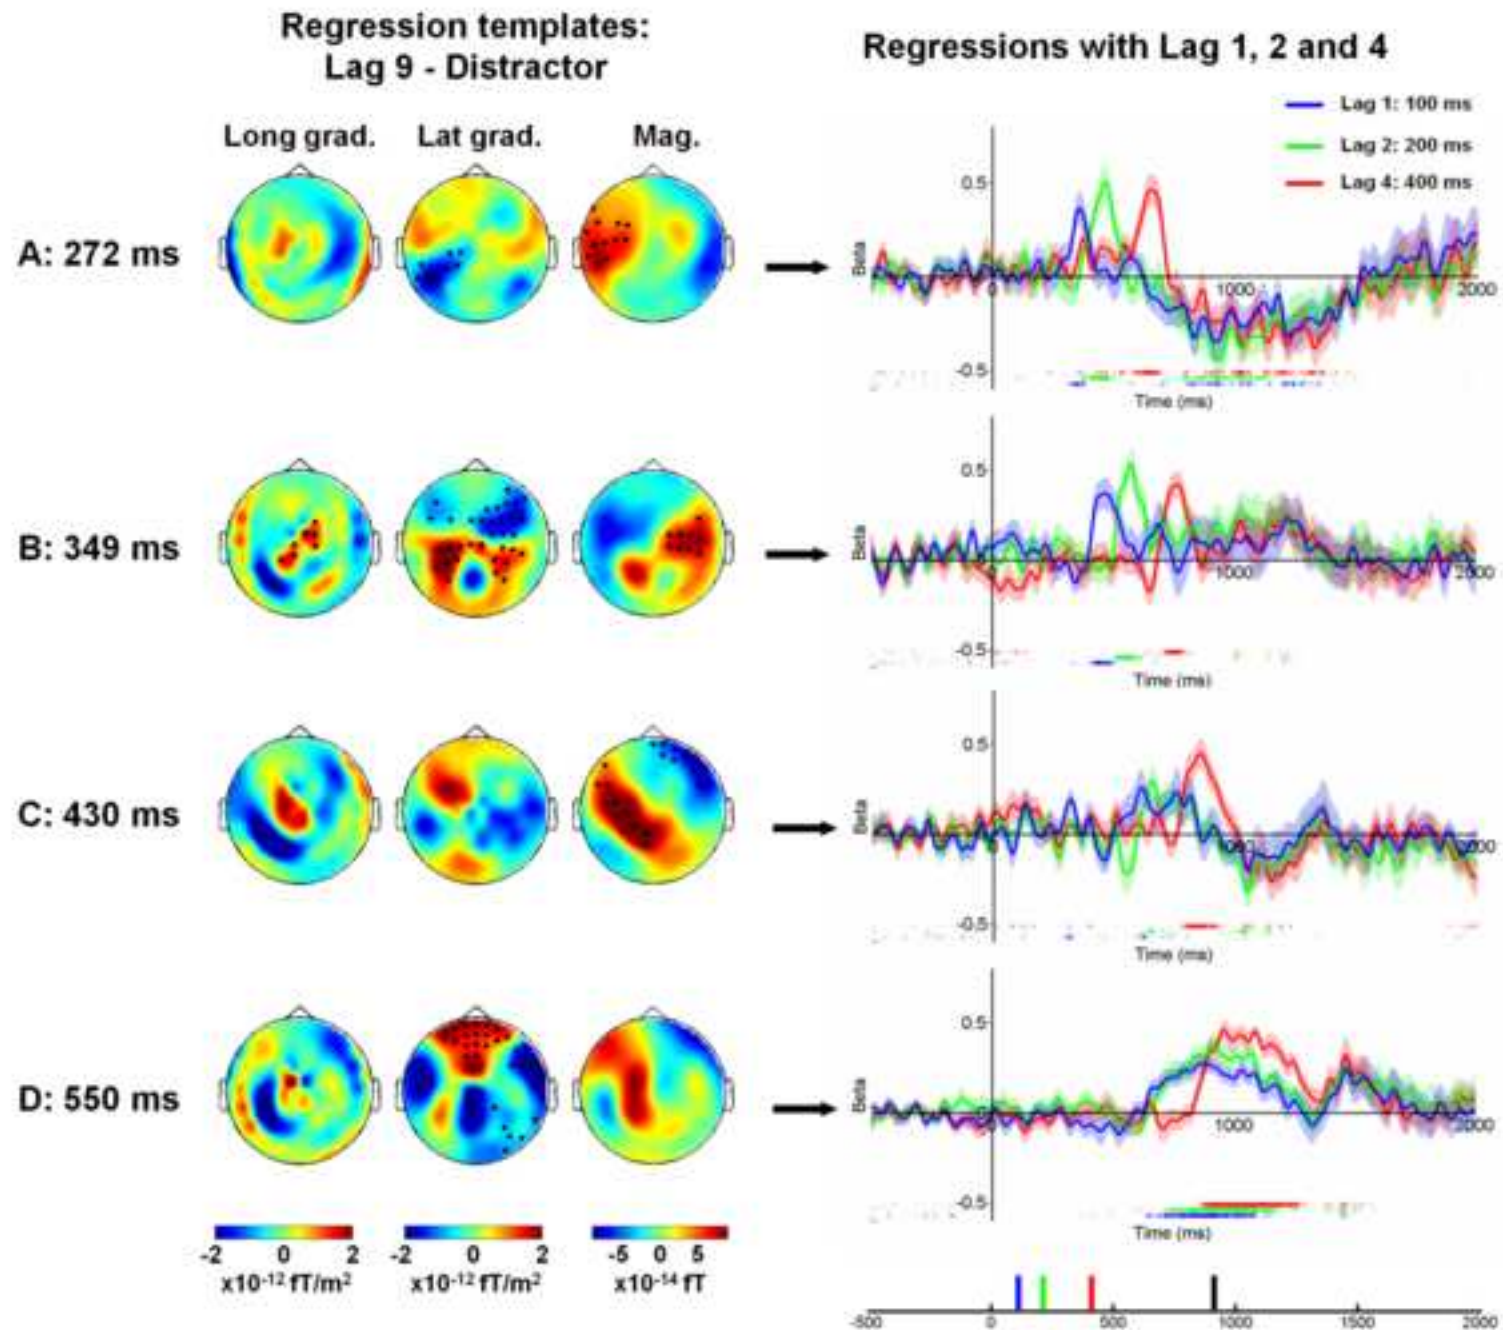 Regression templates:
Lag 9 - Distractor
Regressions with Lag 1, 2 and 4
Long grad.
Lat grad.
Mag.
Lag 1: 100 ms
Lag 2: 200 ms
Lag 4: 400 ms
A: 272 ms
0.5
Beta
0
1000
2000
-0.5
Time (ms)
B: 349 ms
0.5
Beta
1000
2000
-0.5
Time (ms)
C: 430 ms
0.5
Beta
-0.5
Time (ms)
D: 550 ms
0.5
Beta
0
1000
2000
-0.5
Time (ms)
-2 0 2
x10-12 fT/m2
-2 0 2
x10-12 fT/m2
-5 0 5
x10-14 fT
-500 0 500 1000 1500 2000